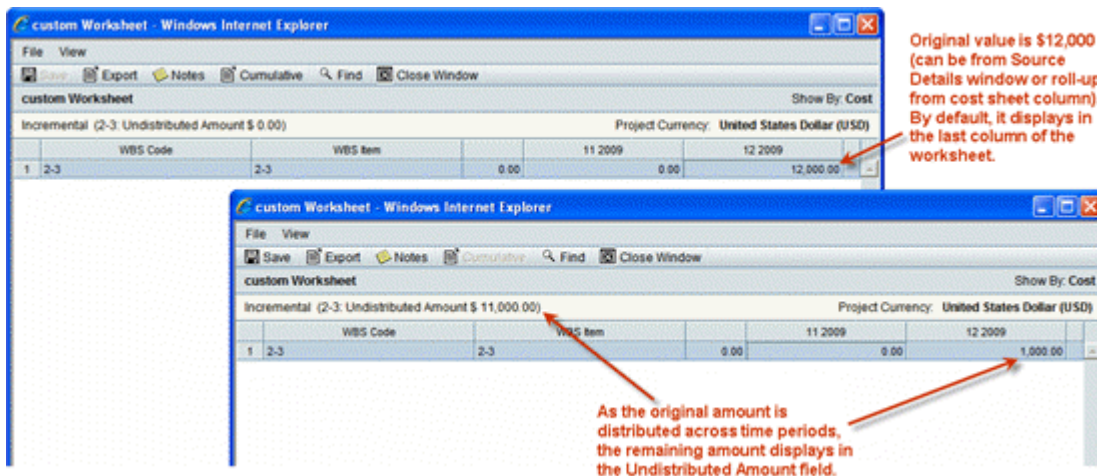 custom Worksheet - Windows Internet Explorer
File View
Save Export Notes Cumulative Find Close Window
custom Worksheet Show By: Cost
Incremental (2-3: Undistributed Amount $ 0.00) Project Currency: United States Dollar (USD)
WBS Code WBS Item 11 2009 12 2009
1 2-3 2-3 0.00 0.00 12,000.00
Original value is $12,000
(can be from Source
Details window or roll-up
from cost sheet column)
By default, it displays in
the last column of the
worksheet.
custom Worksheet - Windows Internet Explorer
File View
Save Export Notes Cumulative Find Close Window
custom Worksheet Show By: Cost
Incremental (2-3: Undistributed Amount $ 11,000.00) Project Currency: United States Dollar (USD)
WBS Code WBS Item 11 2009 12 2009
1 2-3 2-3 0.00 0.00 1,000.00
As the original amount is
distributed across time periods,
the remaining amount displays in
the Undistributed Amount field.